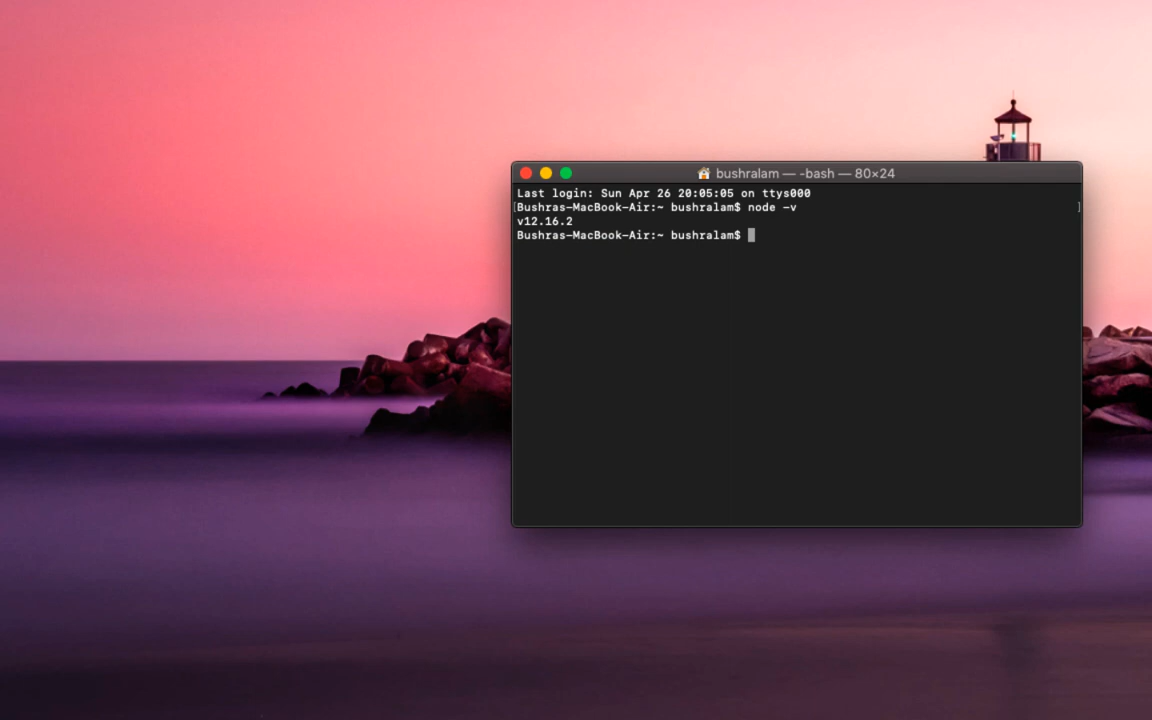 bushralam — -bash — 80×24
Last login: Sun Apr 26 20:05:05 on ttys000
[Bushras-MacBook-Air:~ bushralam$ node -v ]
v12.16.2
Bushras-MacBook-Air:~ bushralam$